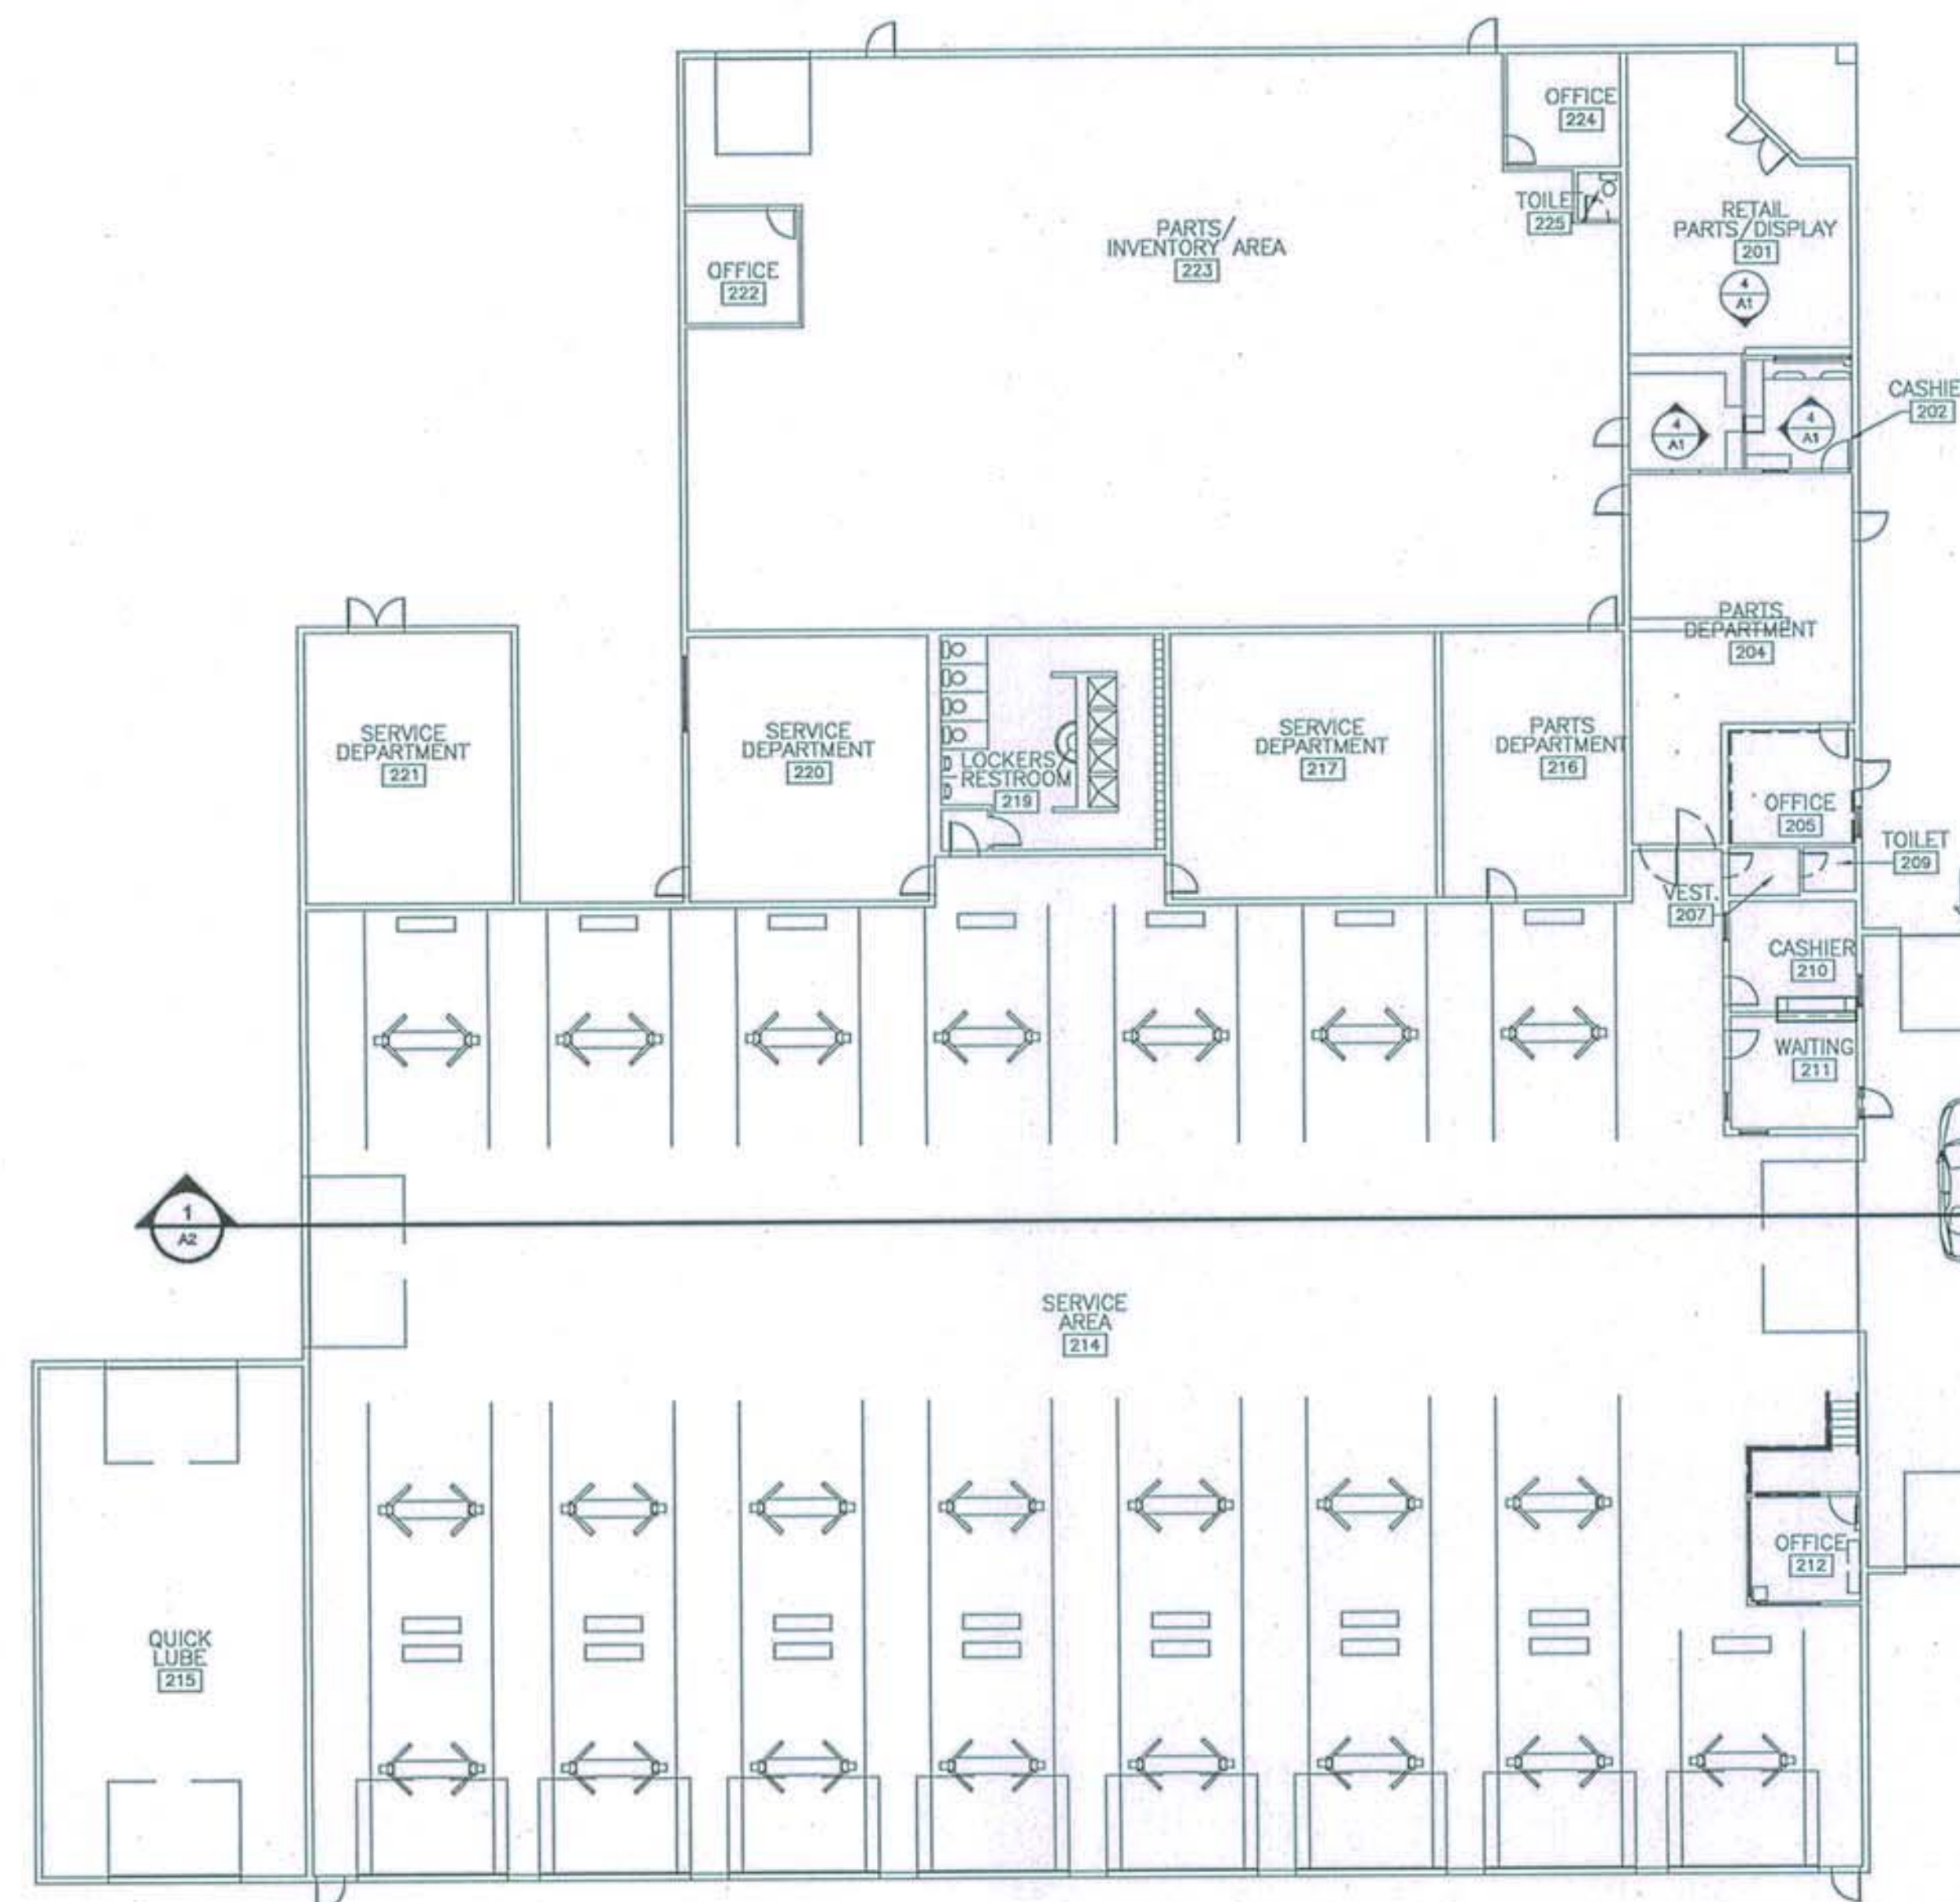 OFFICE
224
TOILET
225
RETAIL
PARTS/DISPLAY
201
PARTS/
INVENTORY AREA
223
OFFICE
222
4
A1
CASHIE
202
4
A1
4
A1
PARTS
DEPARTMENT
204
SERVICE
DEPARTMENT
221
SERVICE
DEPARTMENT
220
LOCKERS/
RESTROOM
219
SERVICE
DEPARTMENT
217
PARTS
DEPARTMENT
216
OFFICE
205
TOILET
209
VEST.
207
CASHIER
210
WAITING
211
1
A2
SERVICE
AREA
214
OFFICE
212
QUICK
LUBE
215